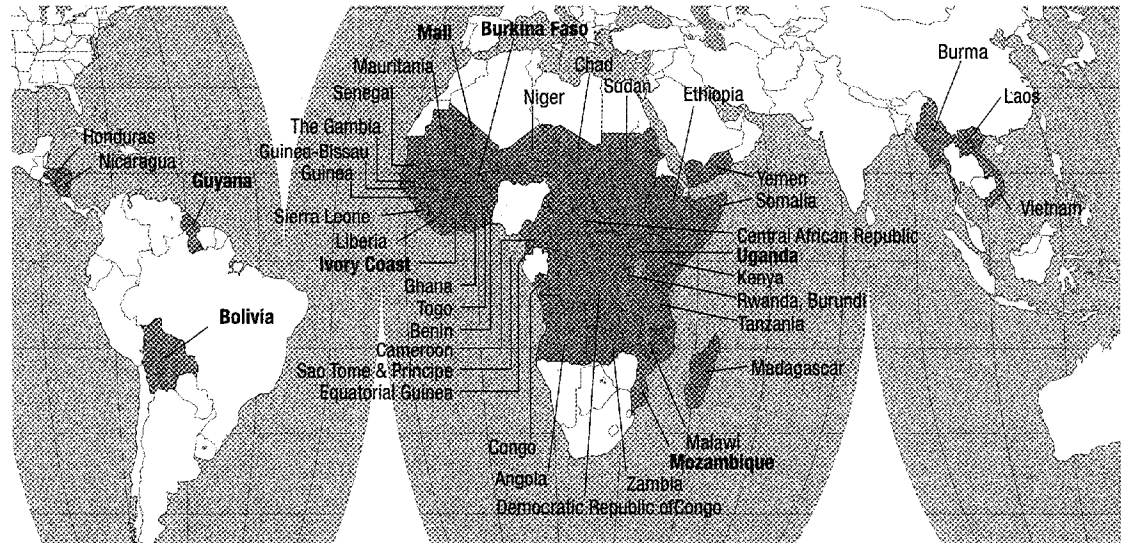 Mali
Burkina Faso
Burma
Mauritania
Chad
Sudan
Senegal
Niger
Ethiopia
Laos
The Gambia
Honduras
Guinea-Bissau
Nicaragua
Guinea
Guyana
Yemen
Somalia
Vietnam
Sierra Leone
Liberia
Central African Republic
Ivory Coast
Uganda
Kenya
Ghana
Rwanda, Burundi
Togo
Bolivia
Tanzania
Benin
Cameroon
Sao Tome & Principe
Madagascar
Equatorial Guinea
Congo
Malawi
Mozambique
Angola
Zambia
Democratic Republic ofCongo